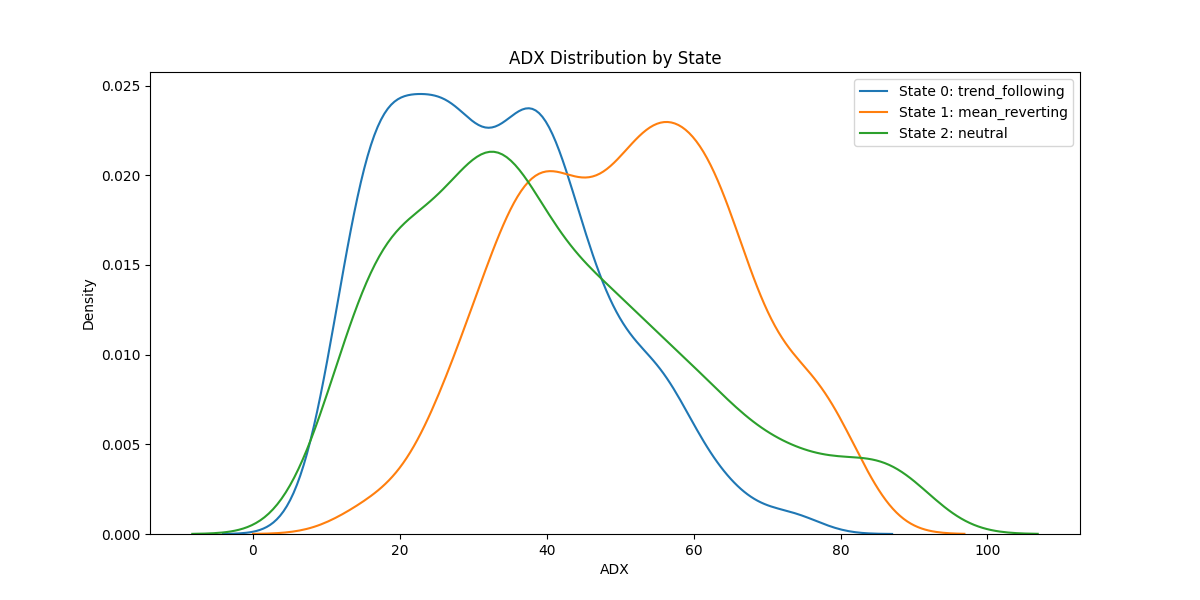 ADX Distribution by State
State 0: trend_following
State 1: mean_reverting
State 2: neutral
Density
0.025
0.020
0.015
0.010
0.005
0.000
0 20 40 60 80 100
ADX